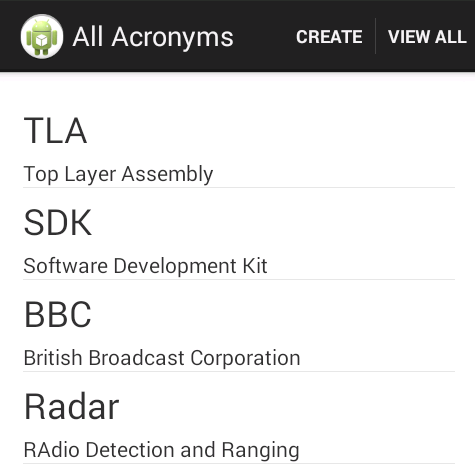 All Acronyms CREATE VIEW ALL
TLA
Top Layer Assembly
SDK
Software Development Kit
BBC
British Broadcast Corporation
Radar
RAdio Detection and Ranging